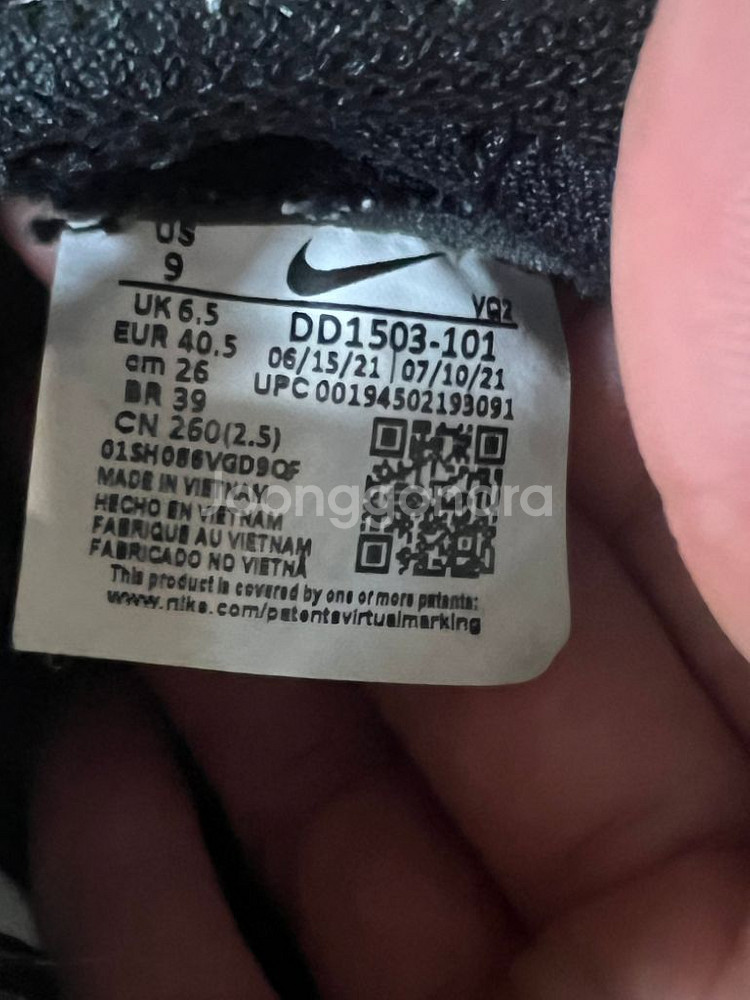 US
9
UK 6.5
EUR 40.5
cm 26
BR 39
CN 260(2.5)
DD1503-101
06/15/21 | 07/10/21
UPC 00194502193091
MADE IN VIETNAM
HECHO EN VIETNAM
FABRIQUE AU VIETNAM
FABRICADO NO VIETNÃ
This product is covered by one or more patents:
www.nike.com/patentsvirtualmarking
Joonggonara